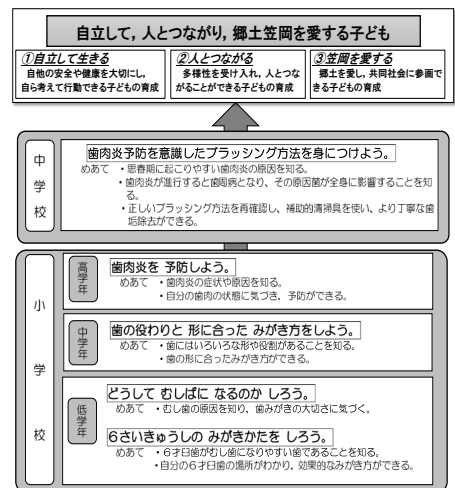 自立して，人とつながり，郷土笠岡を愛する子ども
①自立して生きる
自他の安全や健康を大切にし，
自ら考えて行動できる子どもの育成
②人とつながる
多様性を受け入れ，人とつな
がることができる子どもの育成
③笠岡を愛する
郷土を愛し，共同社会に参画で
きる子どもの育成
中学校
歯肉炎予防を意識したブラッシング方法を身につけよう。
めあて ・思春期に起こりやすい歯肉炎の原因を知る。
・歯肉炎が進行すると歯周病となり、その原因菌が全身に影響することを知
る。
・正しいブラッシング方法を再確認し、補助的清掃具を使い、より丁寧な歯
垢除去ができる。
小学校
高学年
歯肉炎を 予防しよう。
めあて ・歯肉炎の症状や原因を知る。
・自分の歯肉の状態に気づき，予防ができる。
中学年
歯の役わりと 形に合った みがき方をしよう。
めあて ・歯にはいろいろな形や役割があることを知る。
・歯の形に合ったみがき方ができる。
低学年
どうして むしばに なるのか しろう。
めあて ・むし歯の原因を知り，歯みがきの大切さに気づく。
6さいきゅうしの みがきかたを しろう。
めあて ・６才臼歯がむし歯になりやすい歯であることを知る。
・自分の６才臼歯の場所がわかり，効果的なみがき方ができる。